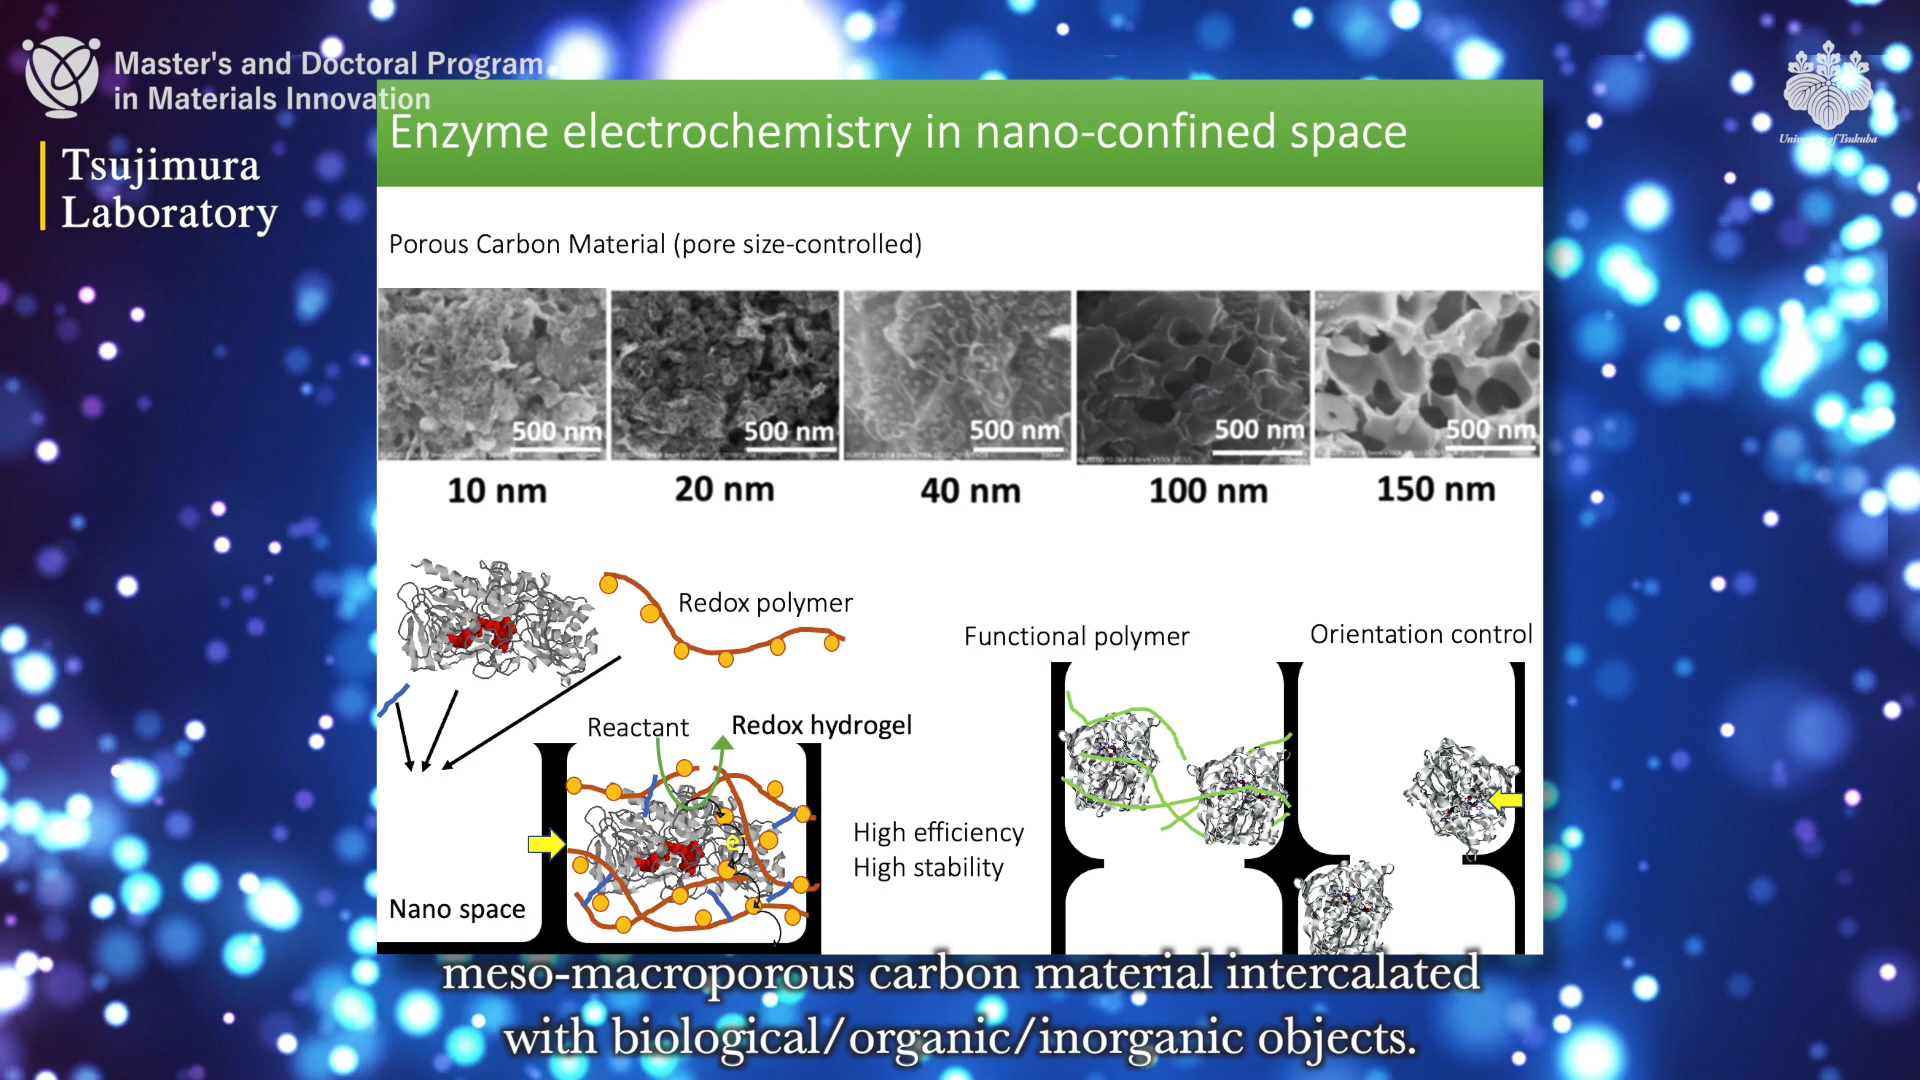 Master's and Doctoral Program
in Materials Innovation
Tsujimura
Laboratory
University of Tsukuba
Enzyme electrochemistry in nano-confined space
Porous Carbon Material (pore size-controlled)
500 nm
500 nm
500 nm
500 nm
500 nm
10 nm
20 nm
40 nm
100 nm
150 nm
Redox polymer
Functional polymer
Orientation control
Reactant
Redox hydrogel
e-
High efficiency
High stability
Nano space
meso-macroporous carbon material intercalated
with biological/organic/inorganic objects.